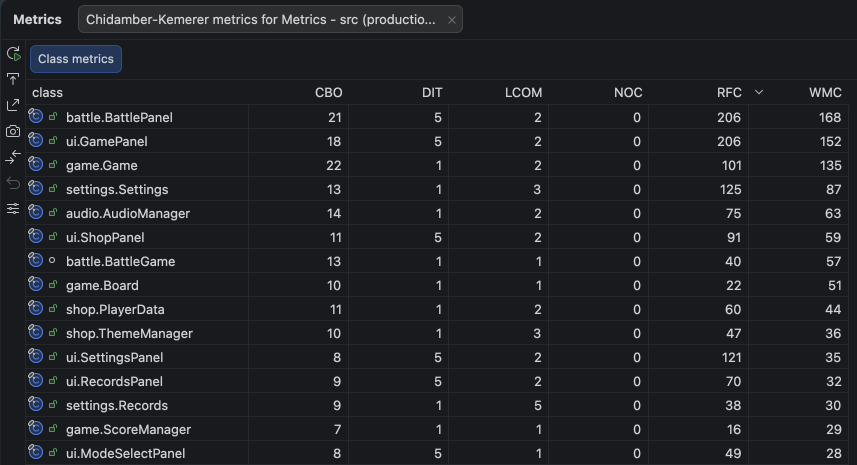 Metrics Chidamber-Kemerer metrics for Metrics - src (productio...
Class metrics
class CBO DIT LCOM NOC RFC WMC
battle.BattlePanel 21 5 2 0 206 168
ui.GamePanel 18 5 2 0 206 152
game.Game 22 1 2 0 101 135
settings.Settings 13 1 3 0 125 87
audio.AudioManager 14 1 2 0 75 63
ui.ShopPanel 11 5 2 0 91 59
battle.BattleGame 13 1 1 0 40 57
game.Board 10 1 1 0 22 51
shop.PlayerData 11 1 2 0 60 44
shop.ThemeManager 10 1 3 0 47 36
ui.SettingsPanel 8 5 2 0 121 35
ui.RecordsPanel 9 5 2 0 70 32
settings.Records 9 1 5 0 38 30
game.ScoreManager 7 1 1 0 16 29
ui.ModeSelectPanel 8 5 1 0 49 28